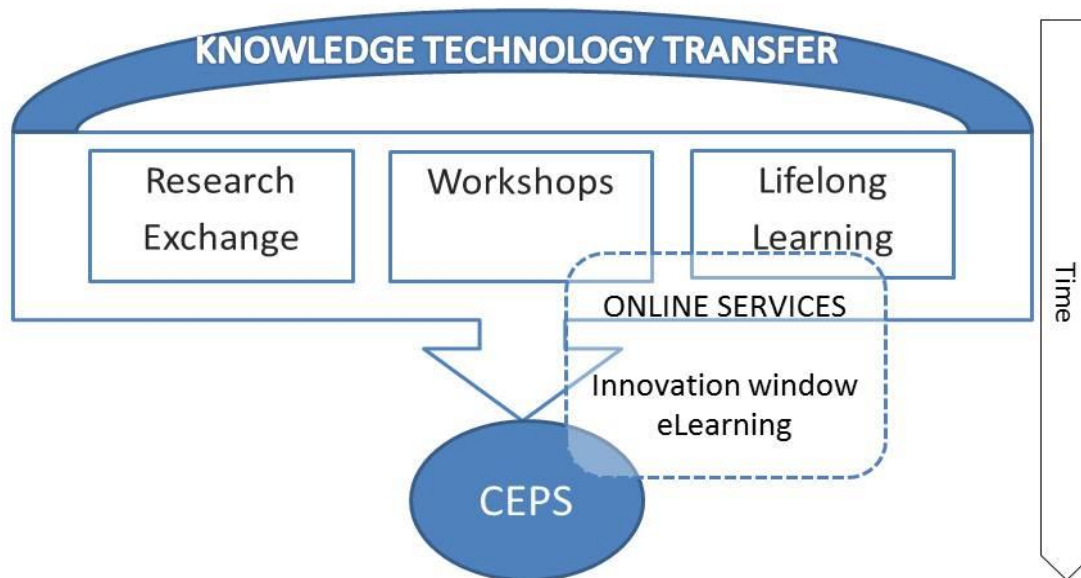 KNOWLEDGE TECHNOLOGY TRANSFER
Research
Exchange
Workshops
Lifelong
Learning
ONLINE SERVICES
Innovation window
eLearning
CEPS
Time